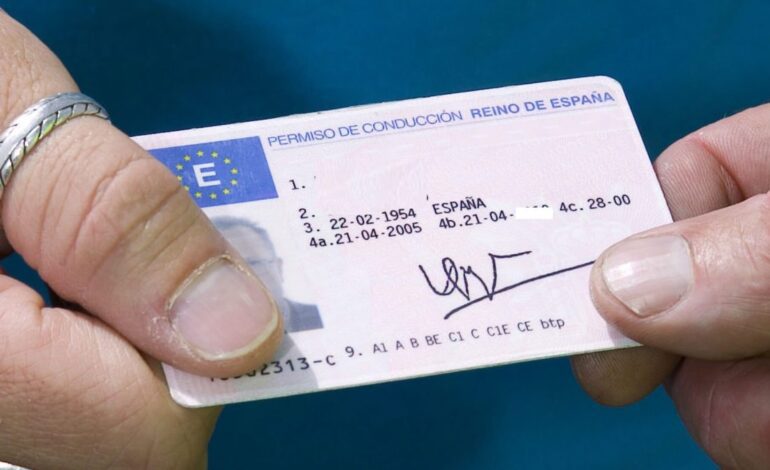 PERMISO DE CONDUCCIÓN REINO DE ESPAÑA
E
1.
2.
3. 22-02-1954 ESPAÑA
4a.21-04-2005 4b.21-04- 4c.28-00
2313-C 9. A1 A B BE C1 C C1E CE btp